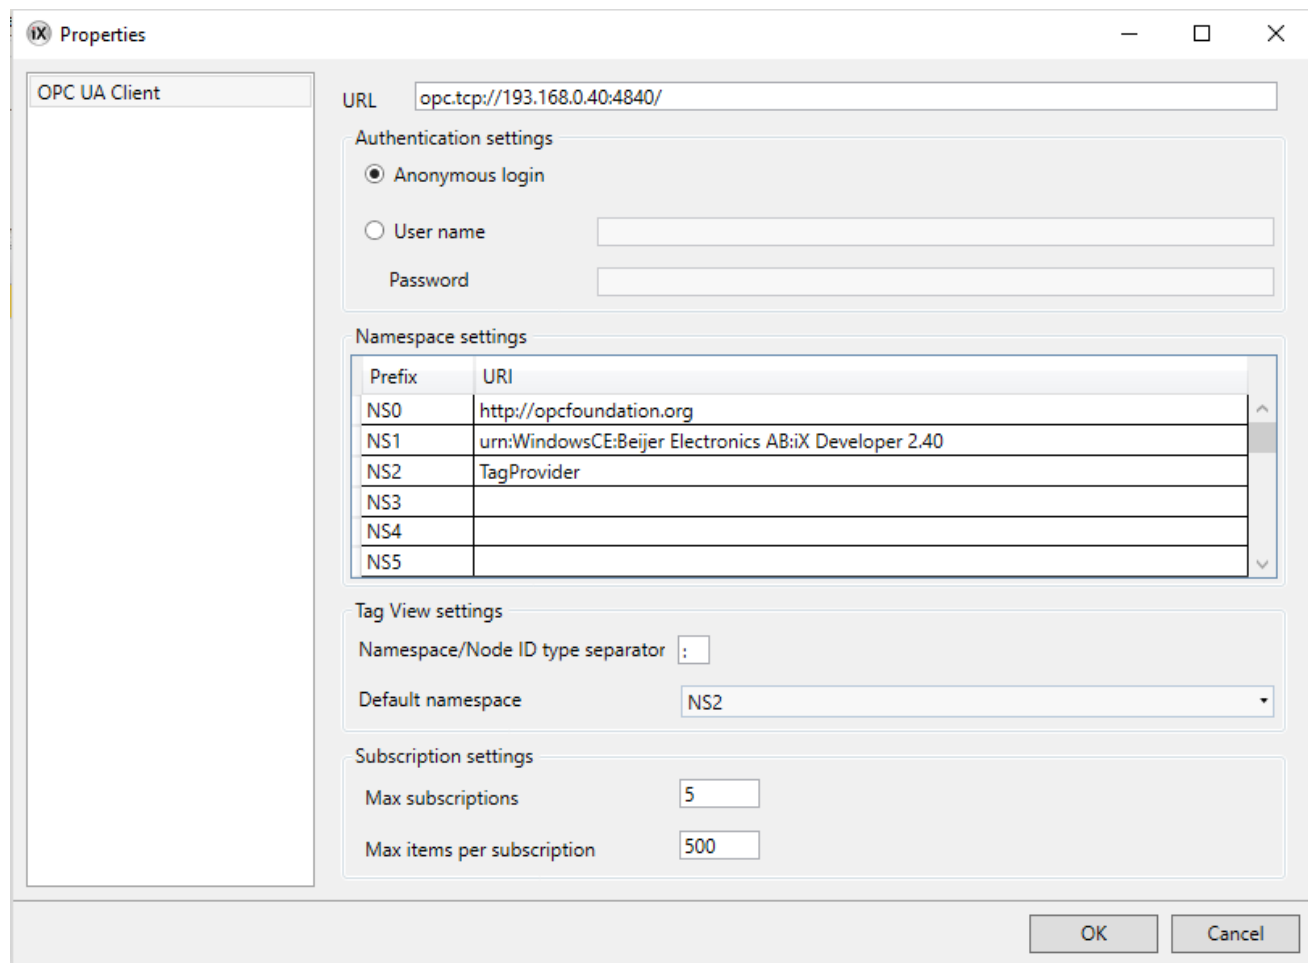 iX Properties
OPC UA Client
URL opc.tcp://193.168.0.40:4840/
Authentication settings
Anonymous login
User name
Password
Namespace settings
Prefix URI
NS0 http://opcfoundation.org
NS1 urn:WindowsCE:Beijer Electronics AB:iX Developer 2.40
NS2 TagProvider
NS3
NS4
NS5
Tag View settings
Namespace/Node ID type separator :
Default namespace NS2
Subscription settings
Max subscriptions 5
Max items per subscription 500
OK Cancel